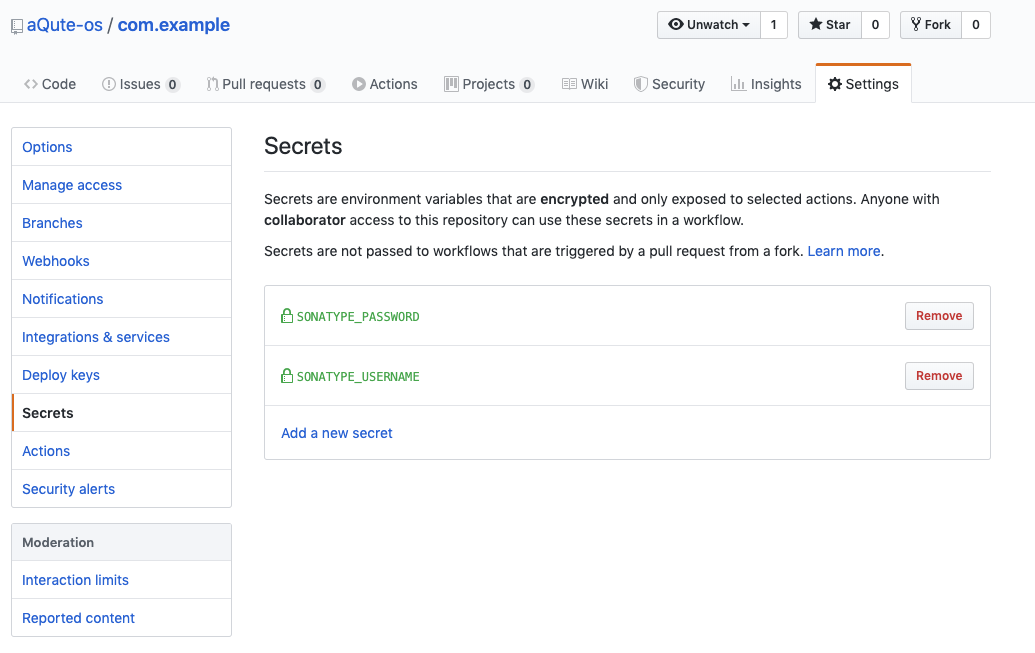 aQute-os / com.example
Unwatch 1 Star 0 Fork 0
Code Issues 0 Pull requests 0 Actions Projects 0 Wiki Security Insights Settings
Options
Manage access
Branches
Webhooks
Notifications
Integrations & services
Deploy keys
Secrets
Actions
Security alerts
Moderation
Interaction limits
Reported content
Secrets
Secrets are environment variables that are encrypted and only exposed to selected actions. Anyone with
collaborator access to this repository can use these secrets in a workflow.
Secrets are not passed to workflows that are triggered by a pull request from a fork. Learn more.
SONATYPE_PASSWORD Remove
SONATYPE_USERNAME Remove
Add a new secret